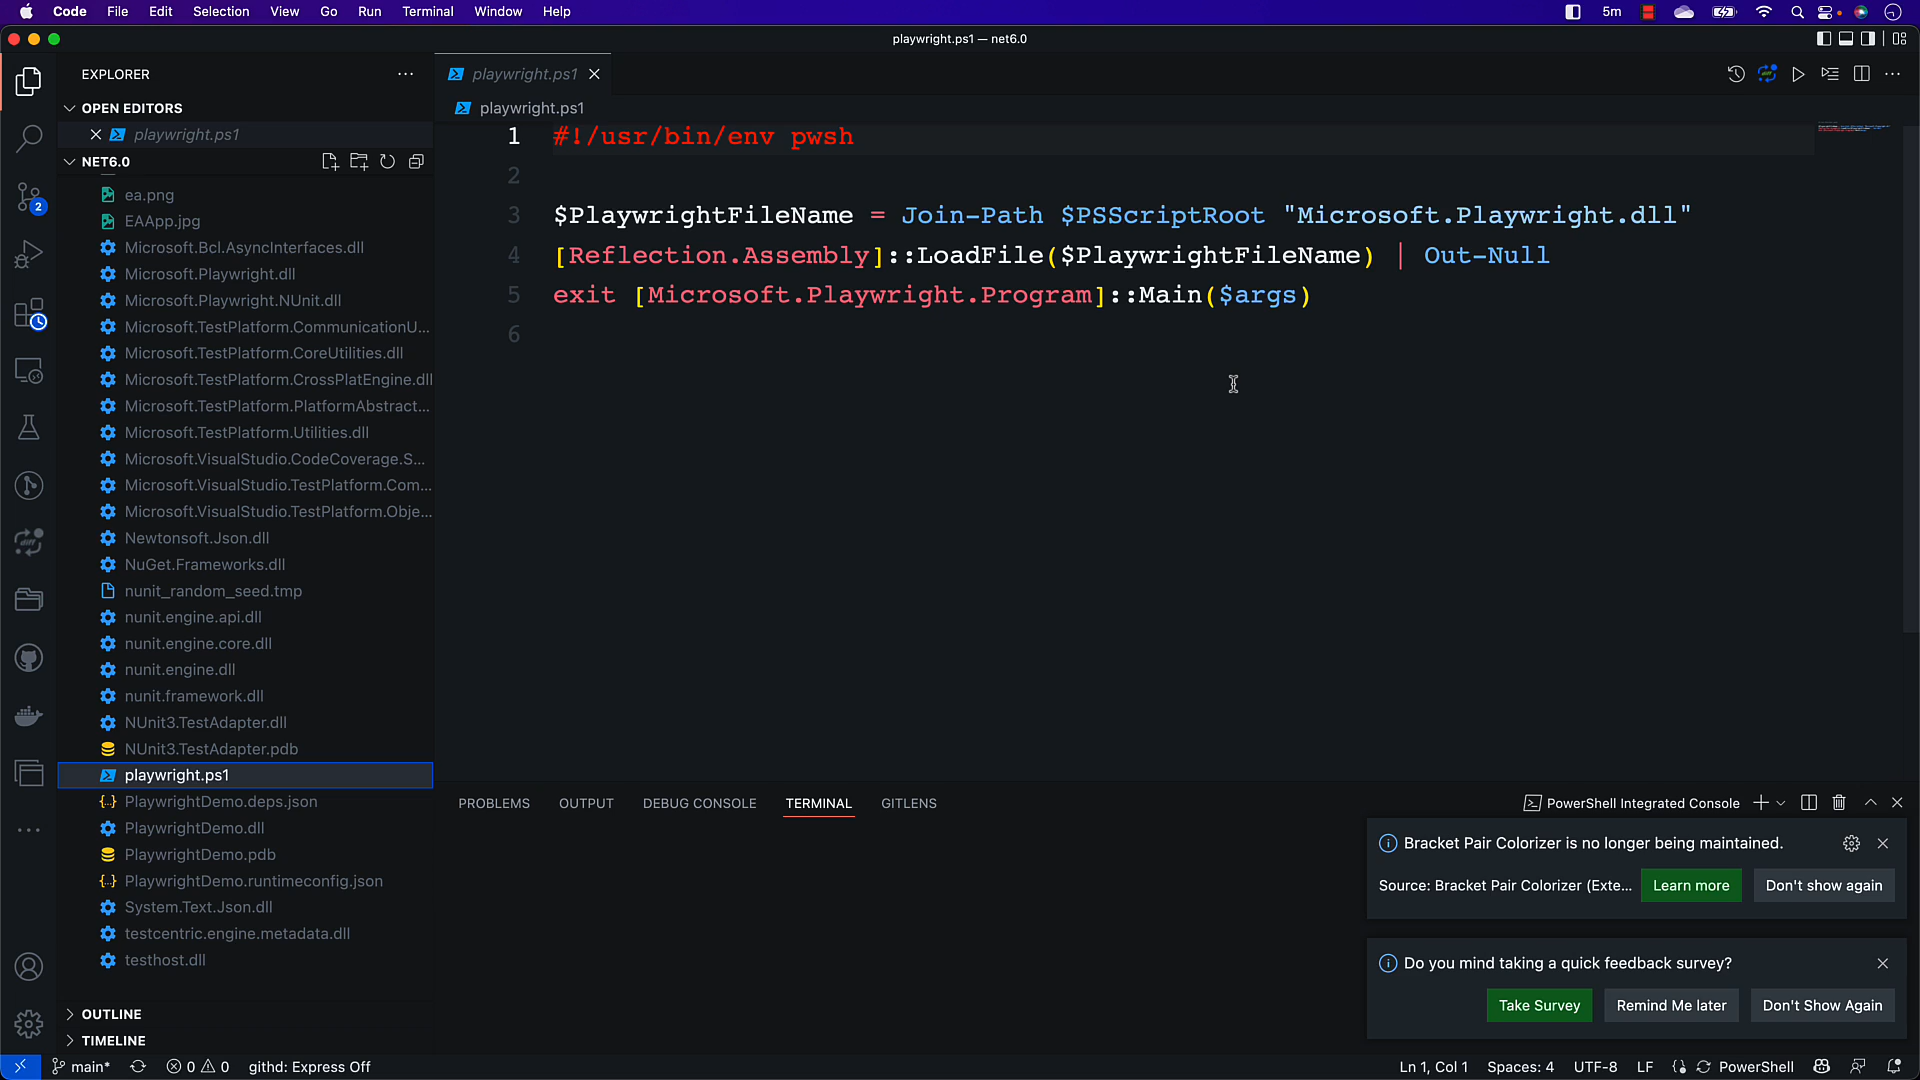 Code File Edit Selection View Go Run Terminal Window Help
5m
playwright.ps1 — net6.0
EXPLORER
OPEN EDITORS
playwright.ps1
NET6.0
ea.png
EAApp.jpg
Microsoft.Bcl.AsyncInterfaces.dll
Microsoft.Playwright.dll
Microsoft.Playwright.NUnit.dll
Microsoft.TestPlatform.CommunicationU...
Microsoft.TestPlatform.CoreUtilities.dll
Microsoft.TestPlatform.CrossPlatEngine.dll
Microsoft.TestPlatform.PlatformAbstract...
Microsoft.TestPlatform.Utilities.dll
Microsoft.VisualStudio.CodeCoverage.S...
Microsoft.VisualStudio.TestPlatform.Com...
Microsoft.VisualStudio.TestPlatform.Obje...
Newtonsoft.Json.dll
NuGet.Frameworks.dll
nunit_random_seed.tmp
nunit.engine.api.dll
nunit.engine.core.dll
nunit.engine.dll
nunit.framework.dll
NUnit3.TestAdapter.dll
NUnit3.TestAdapter.pdb
playwright.ps1
PlaywrightDemo.deps.json
PlaywrightDemo.dll
PlaywrightDemo.pdb
PlaywrightDemo.runtimeconfig.json
System.Text.Json.dll
testcentric.engine.metadata.dll
testhost.dll
OUTLINE
TIMELINE
2
playwright.ps1
playwright.ps1
1 #!/usr/bin/env pwsh
2
3 $PlaywrightFileName = Join-Path $PSScriptRoot "Microsoft.Playwright.dll"
4 [Reflection.Assembly]::LoadFile($PlaywrightFileName) | Out-Null
5 exit [Microsoft.Playwright.Program]::Main($args)
6
PROBLEMS OUTPUT DEBUG CONSOLE TERMINAL GITLENS
PowerShell Integrated Console
Bracket Pair Colorizer is no longer being maintained.
Source: Bracket Pair Colorizer (Exte... Learn more Don't show again
Do you mind taking a quick feedback survey?
Take Survey Remind Me later Don't Show Again
main* 0 0 githd: Express Off
Ln 1, Col 1 Spaces: 4 UTF-8 LF PowerShell